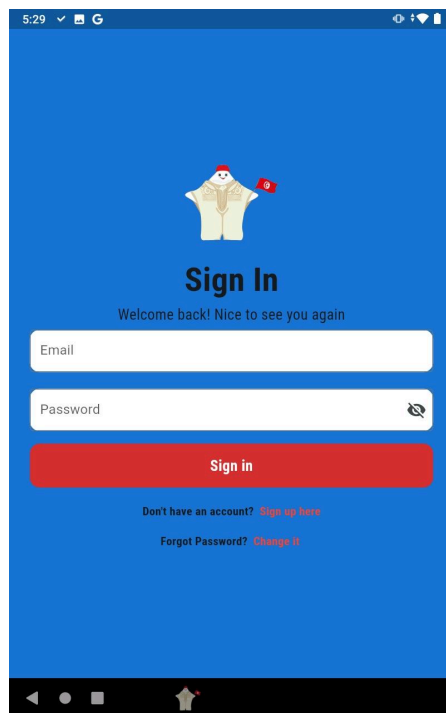 5:29
Sign In
Welcome back! Nice to see you again
Email
Password
Sign in
Don't have an account? Sign up here
Forgot Password? Change it